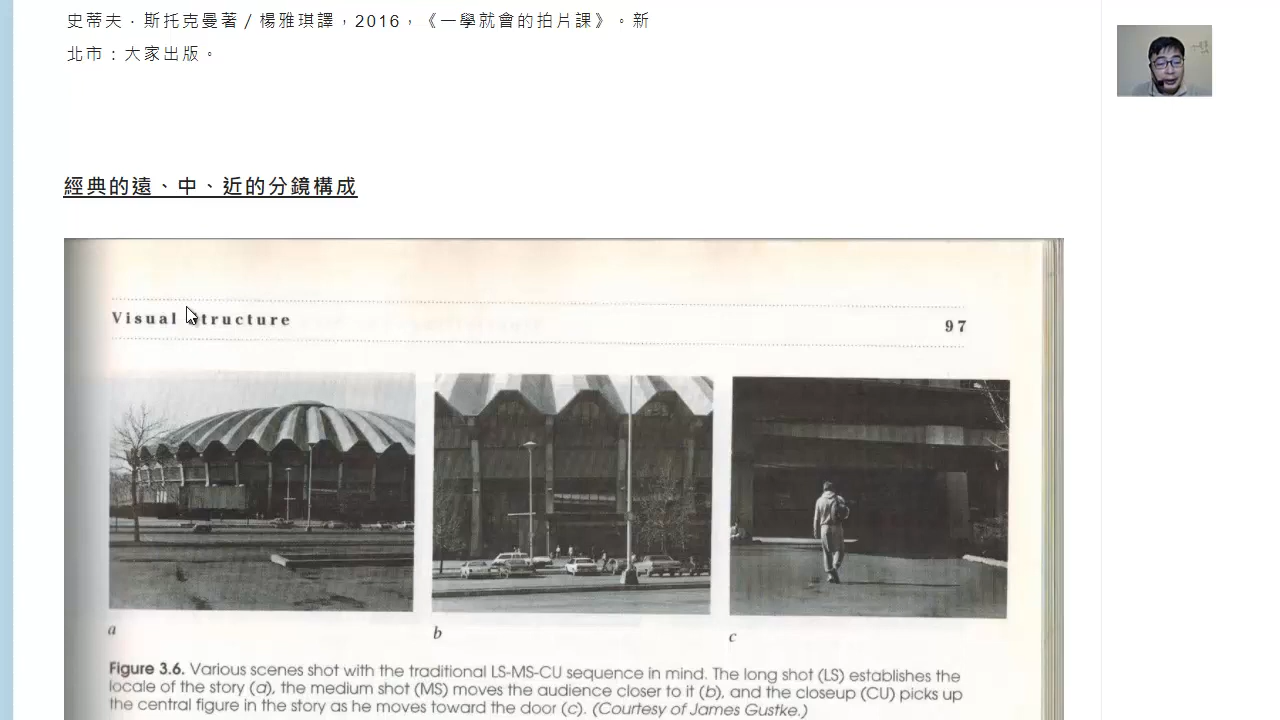 史蒂夫．斯托克曼著／楊雅琪譯，2016，《一學就會的拍片課》。新
北市：大家出版。
經典的遠、中、近的分鏡構成
Visual Structure
97
a
b
c
Figure 3.6. Various scenes shot with the traditional LS-MS-CU sequence in mind. The long shot (LS) establishes the
locale of the story (a), the medium shot (MS) moves the audience closer to it (b), and the closeup (CU) picks up
the central figure in the story as he moves toward the door (c). (Courtesy of James Gustke.)